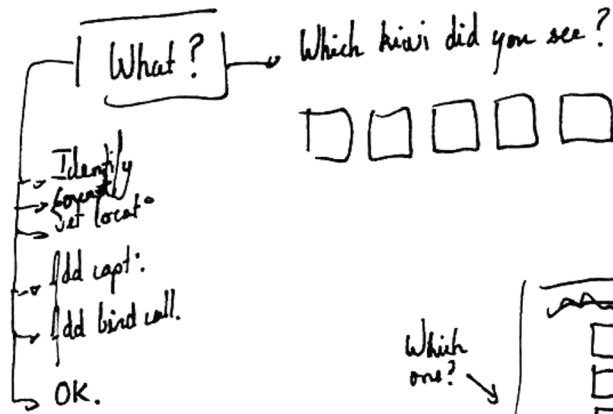 What?
Which kiwi did you see?
Identify
Set locat°
Add capt:
Add bird call.
OK.
Which
one?